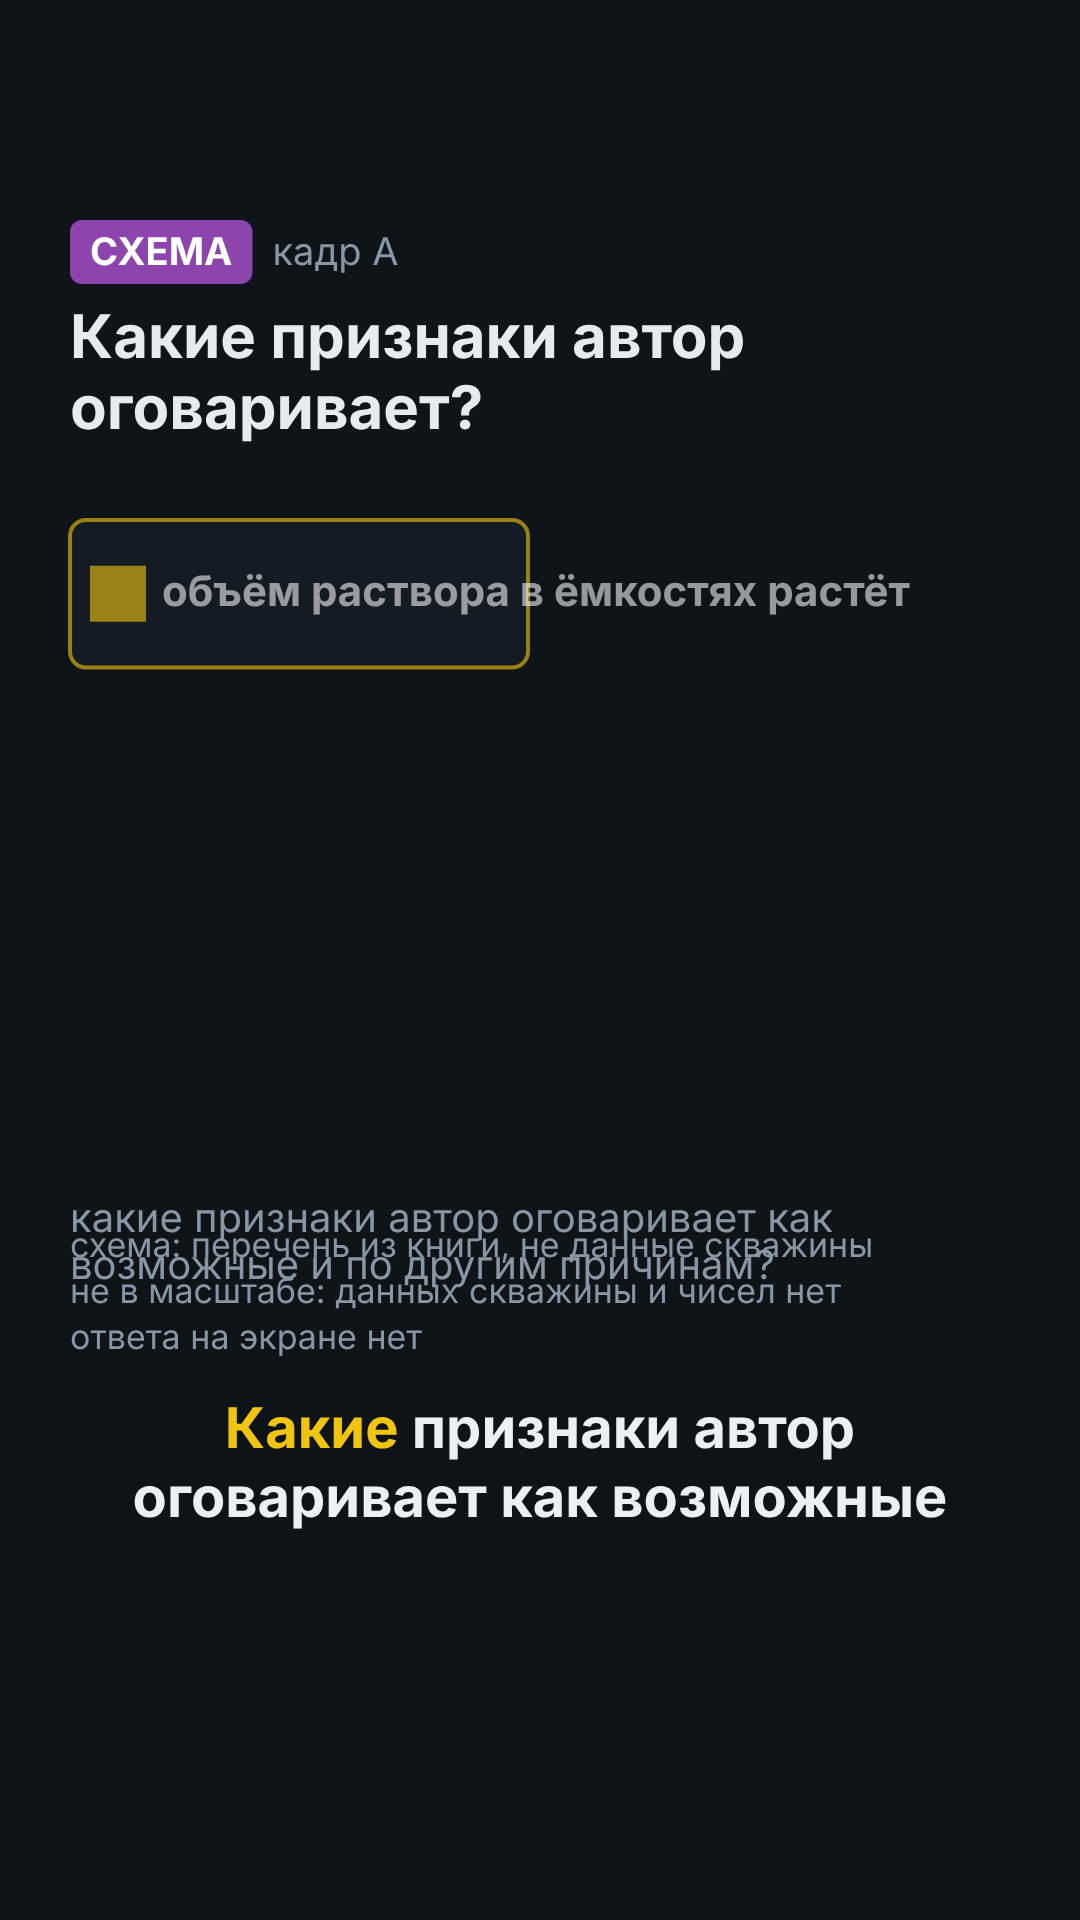 СХЕМА кадр А
Какие признаки автор
оговаривает?
объём раствора в ёмкостях растёт
какие признаки автор оговаривает как
схема: перечень из книги, не данные скважины
возможные и по другим причинам?
не в масштабе: данных скважины и чисел нет
ответа на экране нет
Какие признаки автор
оговаривает как возможные